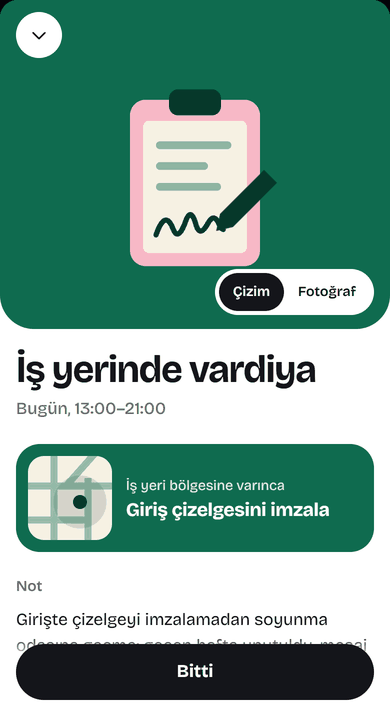 Çizim
Fotoğraf
İş yerinde vardiya
Bugün, 13:00–21:00
İş yeri bölgesine varınca
Giriş çizelgesini imzala
Not
Girişte çizelgeyi imzalamadan soyunma
Bitti